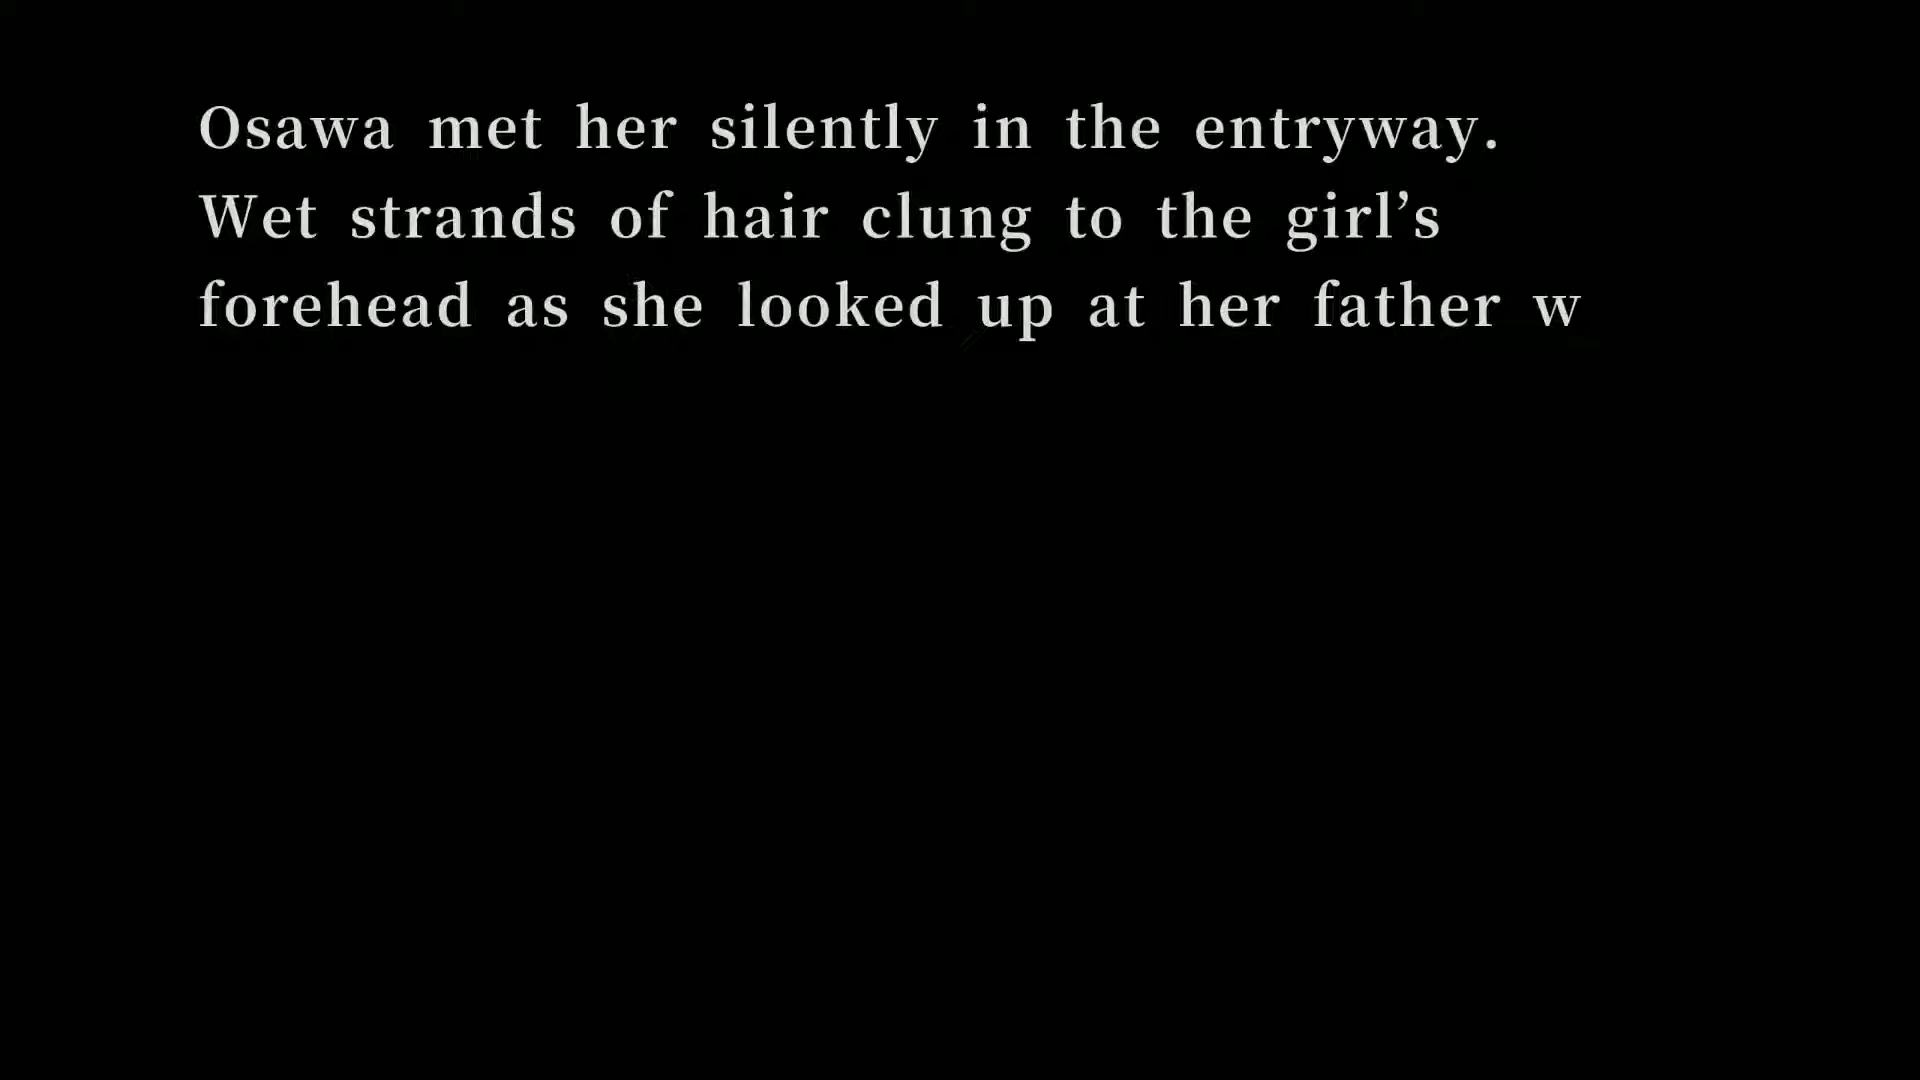 Osawa met her silently in the entryway.
Wet strands of hair clung to the girl’s
forehead as she looked up at her father w